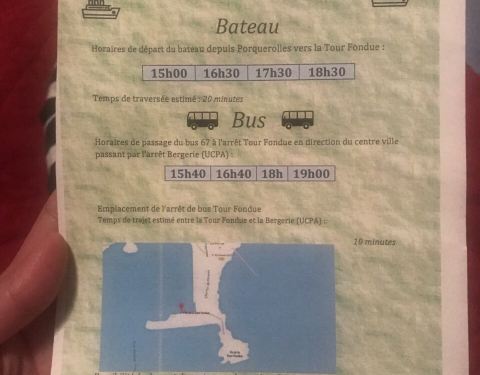 Bateau
Horaires de départ du bateau depuis Porquerolles vers la Tour Fondue :
15h00 16h30 17h30 18h30
Temps de traversée estimé : 20 minutes
Bus
Horaires de passage du bus 67 à l'arrêt Tour Fondue en direction du centre ville
passant par l'arrêt Bergerie (UCPA) :
15h40 16h40 18h 19h00
Emplacement de l'arrêt de bus Tour Fondue
Temps de trajet estimé entre la Tour Fondue et la Bergerie (UCPA) :
10 minutes